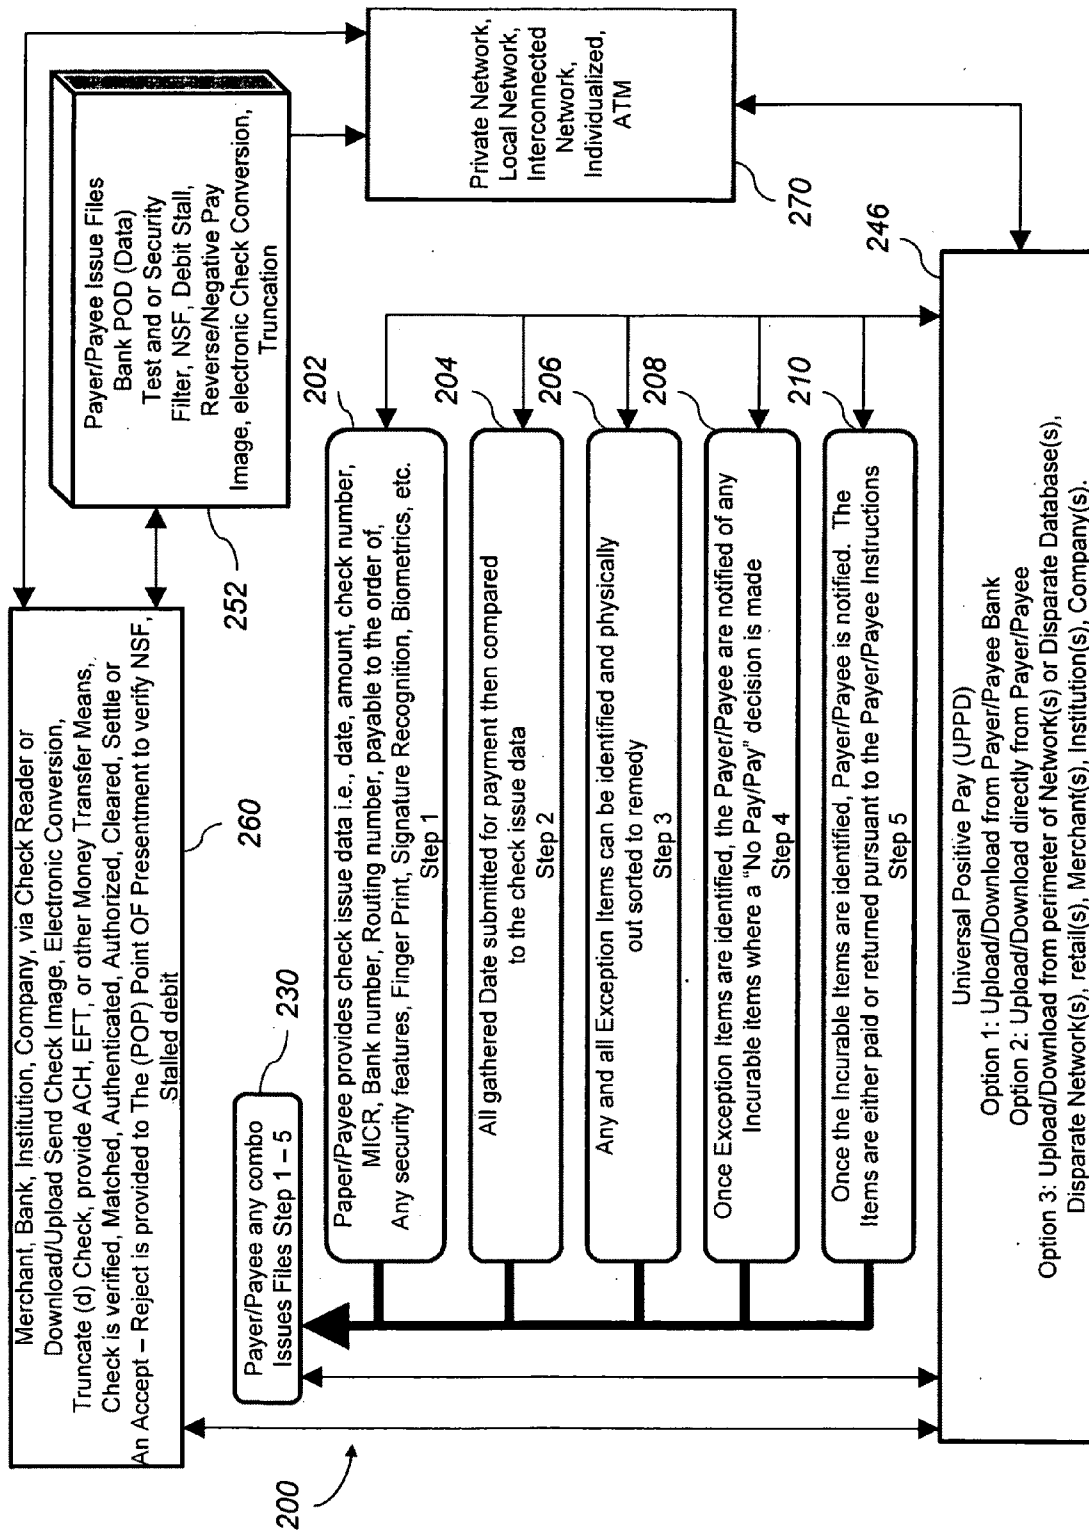 Merchant, Bank, Institution, Company, via Check Reader or
Download/Upload Send Check Image, Electronic Conversion,
Truncate (d) Check, provide ACH, EFT, or other Money Transfer Means,
Check is verified, Matched, Authenticated, Authorized, Cleared, Settle or
An Accept – Reject is provided to The (POP) Point OF Presentment to verify NSF,
Stalled debit
260
Payer/Payee Issue Files
Bank POD (Data)
Test and or Security
Filter, NSF, Debit Stall,
Reverse/Negative Pay
Image, electronic Check Conversion,
Truncation
252
Private Network,
Local Network,
Interconnected
Network,
Individualized,
ATM
270
Payer/Payee any combo
Issues Files Step 1 – 5
230
Paper/Payee provides check issue data i.e., date, amount, check number,
MICR, Bank number, Routing number, payable to the order of,
Any security features, Finger Print, Signature Recognition, Biometrics, etc.
Step 1
202
All gathered Date submitted for payment then compared
to the check issue data
Step 2
204
Any and all Exception Items can be identified and physically
out sorted to remedy
Step 3
206
Once Exception Items are identified, the Payer/Payee are notified of any
Incurable items where a "No Pay/Pay" decision is made
Step 4
208
Once the Incurable Items are identified, Payer/Payee is notified. The
Items are either paid or returned pursuant to the Payer/Payee Instructions
Step 5
210
200
246
Universal Positive Pay (UPPD)
Option 1: Upload/Download from Payer/Payee Bank
Option 2: Upload/Download directly from Payer/Payee
Option 3: Upload/Download from perimeter of Network(s) or Disparate Database(s),
Disparate Network(s), retail(s), Merchant(s), Institution(s), Company(s).